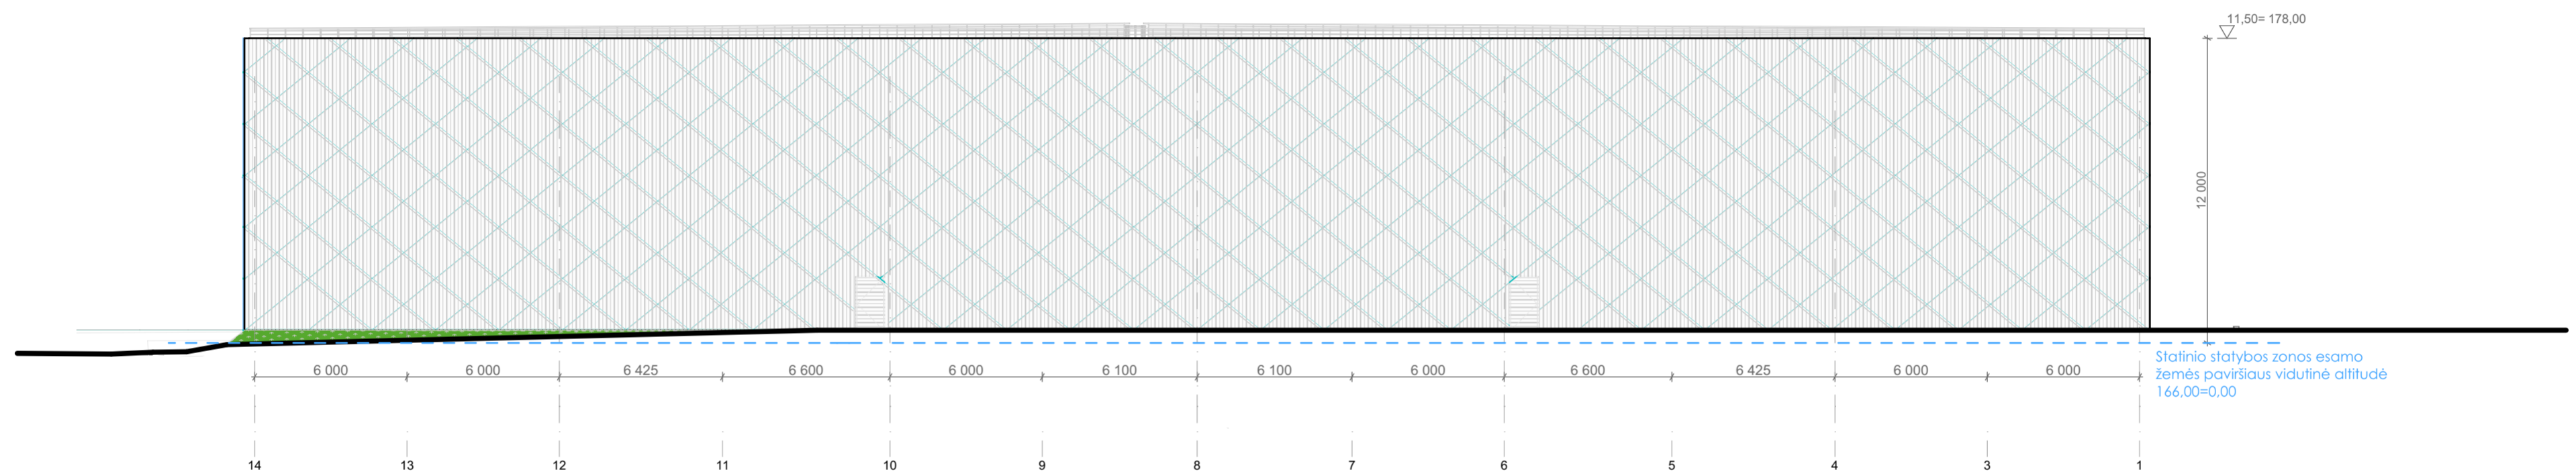 11,50= 178,00
12 000
6 000 6 000 6 425 6 600 6 000 6 100 6 100 6 000 6 600 6 425 6 000 6 000
Statinio statybos zonos esamo
žemės paviršiaus vidutinė altitudė
166,00=0,00
14 13 12 11 10 9 8 7 6 5 4 3 1